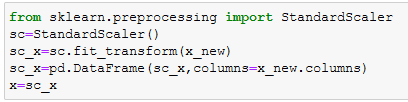 from sklearn.preprocessing import StandardScaler
sc=StandardScaler()
sc_x=sc.fit_transform(x_new)
sc_x=pd.DataFrame(sc_x,columns=x_new.columns)
x=sc_x